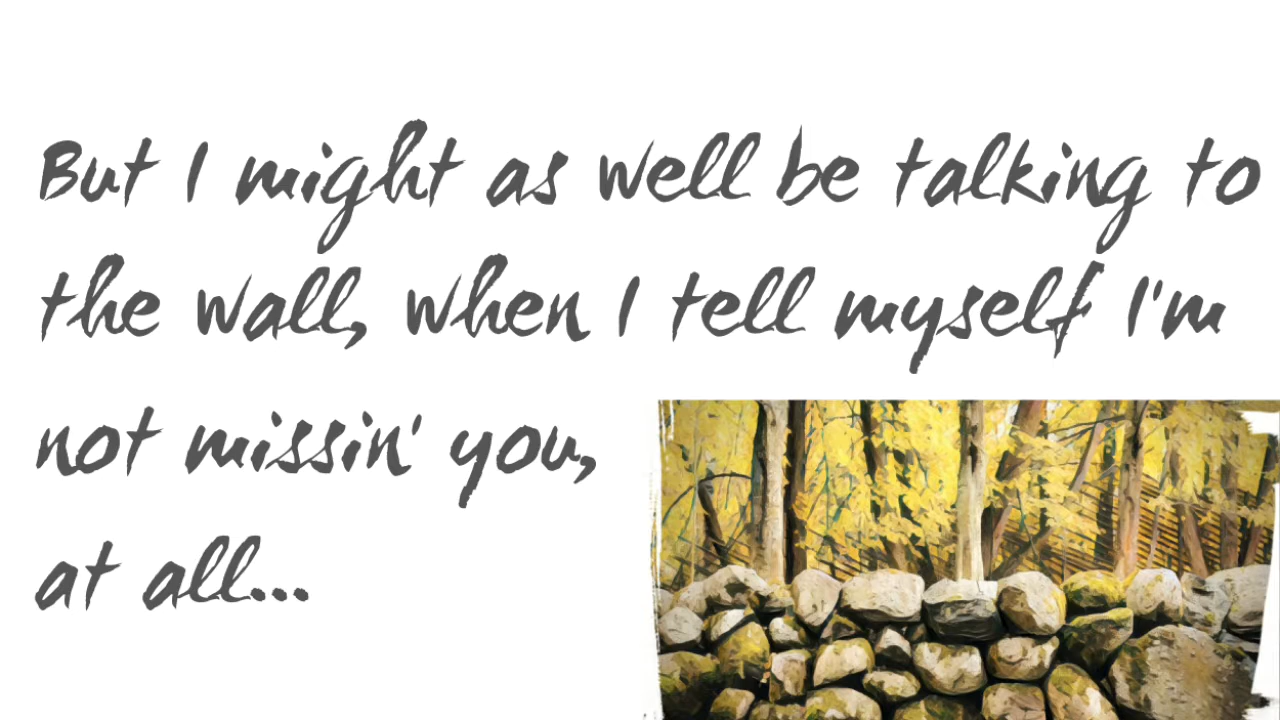 But I might as well be talking to
the wall, when I tell myself I'm
not missin' you,
at all...